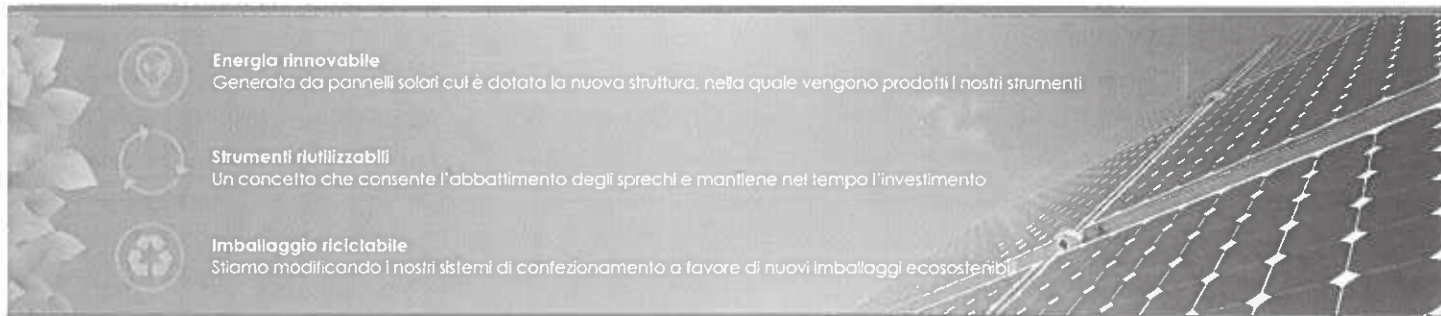 Energia rinnovabile
Generata da pannelli solari cui è dotata la nuova struttura, nella quale vengono prodotti i nostri strumenti
Strumenti riutilizzabili
Un concetto che consente l'abbattimento degli sprechi e mantiene nel tempo l'investimento
Imballaggio riciclabile
Stiamo modificando i nostri sistemi di confezionamento a favore di nuovi imballaggi ecosostenibili